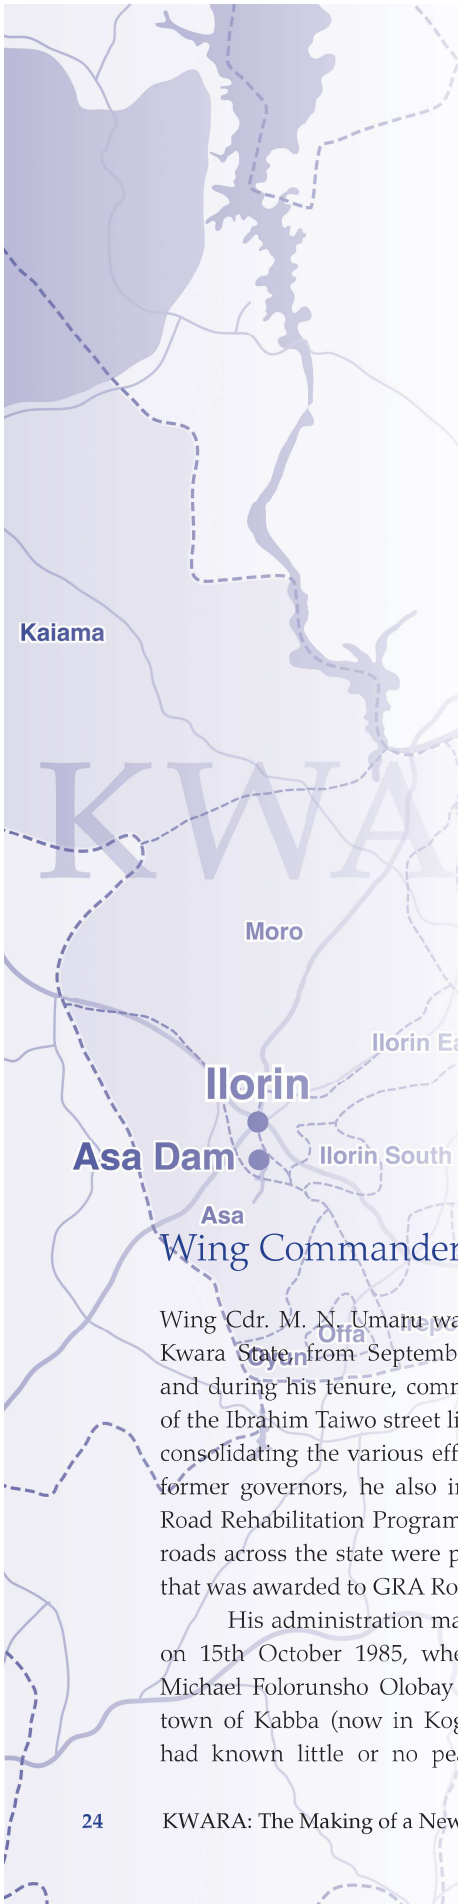 Kaiama
KWA
Moro
Ilorin Ea
Ilorin
Asa Dam
Ilorin South
Asa
Wing Commander
Wing Cdr. M. N. Umaru wa
Offa
Irepo
Kwara State, from Septemb
Oyun
and during his tenure, comm
of the Ibrahim Taiwo street li
consolidating the various eff
former governors, he also in
Road Rehabilitation Program
roads across the state were p
that was awarded to GRA Ro
His administration ma
on 15th October 1985, whe
Michael Folorunsho Olobay
town of Kabba (now in Kog
had known little or no pea
24 KWARA: The Making of a New